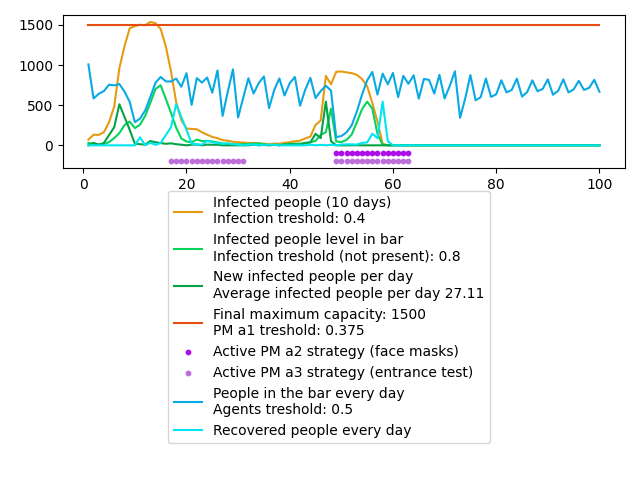 1500
1000
500
0
0
20
40
60
80
100
Infected people (10 days)
Infection treshold: 0.4
Infected people level in bar
Infection treshold (not present): 0.8
New infected people per day
Average infected people per day 27.11
Final maximum capacity: 1500
PM a1 treshold: 0.375
Active PM a2 strategy (face masks)
Active PM a3 strategy (entrance test)
People in the bar every day
Agents treshold: 0.5
Recovered people every day